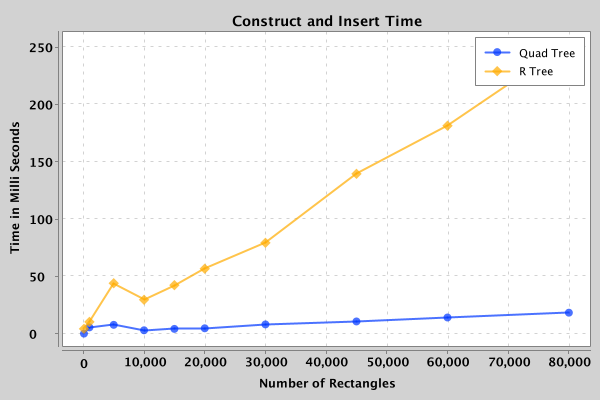 Construct and Insert Time
Quad Tree
R Tree
250
200
150
100
50
0
Time in Milli Seconds
0 10,000 20,000 30,000 40,000 50,000 60,000 70,000 80,000
Number of Rectangles